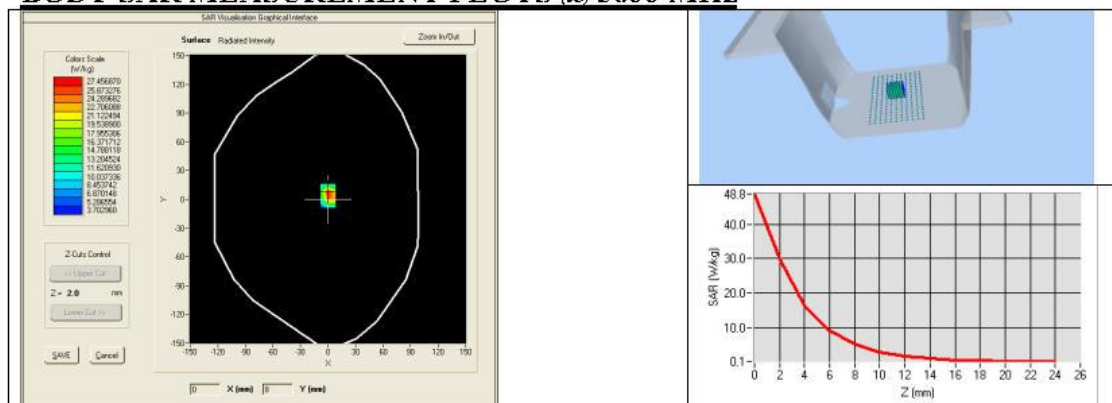 SAR Visualisation Graphical Interface
Surface Radiated Intensity
Zoom In/Out
Colors Scale
(W/kg)
27.456870
25.873276
24.289682
22.706088
21.122494
19.538900
17.955306
16.371712
14.788118
13.204524
11.620930
10.037336
8.453742
6.870148
5.286554
3.702960
Z-Cuts Control
<< Upper Cut
Z = 2.0 mm
Lower Cut >>
SAVE Cancel
150
120
90
60
30
0
-30
-60
-90
-120
-150
Y
-150 -120 -90 -60 -30 0 30 60 90 120 150
X
0 X (mm) 8 Y (mm)
48.8
40.0
30.0
20.0
10.0
0.1
SAR (W/kg)
0 2 4 6 8 10 12 14 16 18 20 22 24 26
Z (mm)